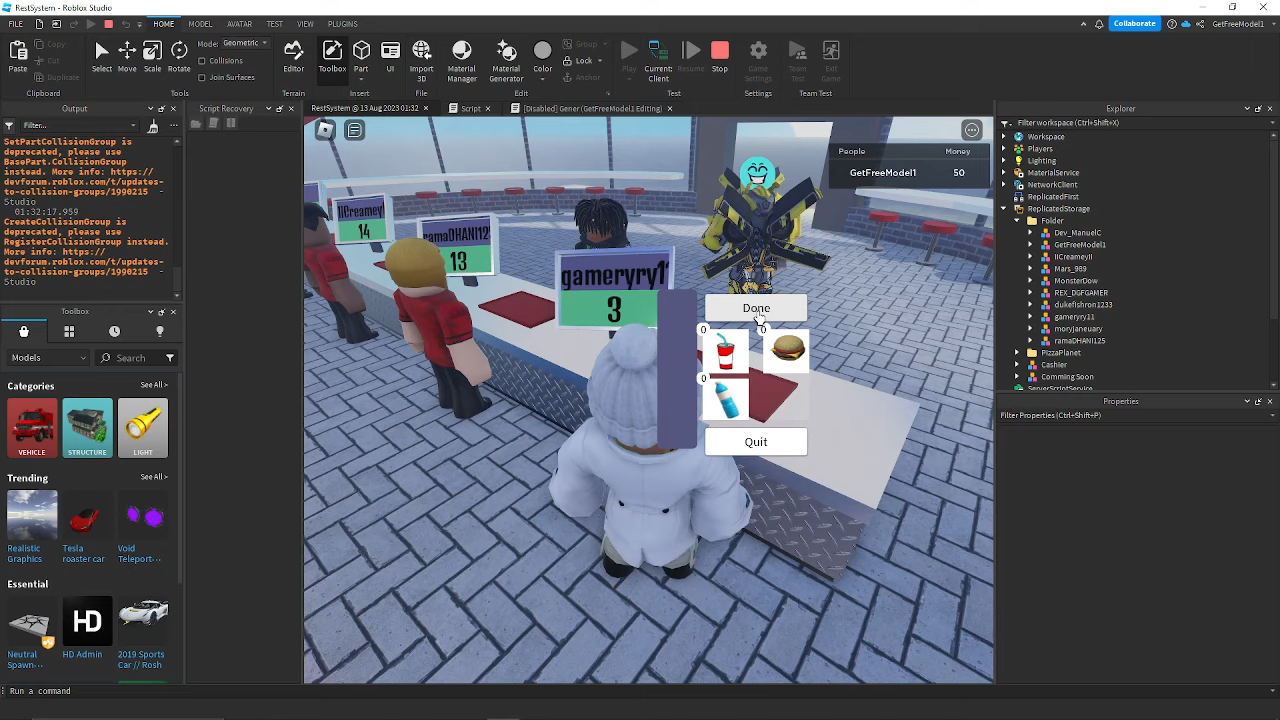 RestSystem - Roblox Studio
FILE
HOME
MODEL
AVATAR
TEST
VIEW
PLUGINS
Collaborate
GetFreeModel1
Paste
Copy
Cut
Duplicate
Clipboard
Select
Move
Scale
Rotate
Mode:
Geometric
Collisions
Join Surfaces
Tools
Editor
Terrain
Toolbox
Part
UI
Insert
Import
3D
File
Material
Manager
Material
Generator
Color
Group
Lock
Anchor
Edit
Play
Current:
Client
Resume
Stop
Testing
Game
Settings
Settings
Team
Test
Exit
Game
Team Test
Output
Filter...
SetPartCollisionGroup is
deprecated, please use
BasePart.CollisionGroup
instead. More info: https://
devforum.roblox.com/t/updates-
to-collision-groups/1990215 -
Studio
01:32:17.959
CreateCollisionGroup is
deprecated, please use
RegisterCollisionGroup instead.
More info: https://
devforum.roblox.com/t/updates-
to-collision-groups/1990215 -
Studio
Toolbox
Models
Search
Categories
See All >
VEHICLE
STRUCTURE
LIGHT
Trending
See All >
Realistic
Graphics
Tesla
roaster car
Void
Teleport···
Essential
See All >
HD
Neutral
Spawn···
HD Admin
2019 Sports
Car // Rosh
Run a command
Script Recovery
RestSystem @ 13 Aug 2023 01:32
Script
[Disabled] Gener (GetFreeModel1 Editing)
People
Money
GetFreeModel1
50
14
ramaDHANI12
13
gameryry1
3
Done
0
0
0
Quit
Explorer
Filter workspace (Ctrl+Shift+X)
Workspace
Players
Lighting
MaterialService
NetworkClient
ReplicatedFirst
ReplicatedStorage
Folder
Dev_ManuelC
GetFreeModel1
IlCreameyIl
Mars_989
MonsterDow
REX_DGFGAMER
dukefishron1233
gameryry11
moryjaneuary
ramaDHANI125
PizzaPlanet
Cashier
Comming Soon
ServerScriptService
Properties
Filter Properties (Ctrl+Shift+P)